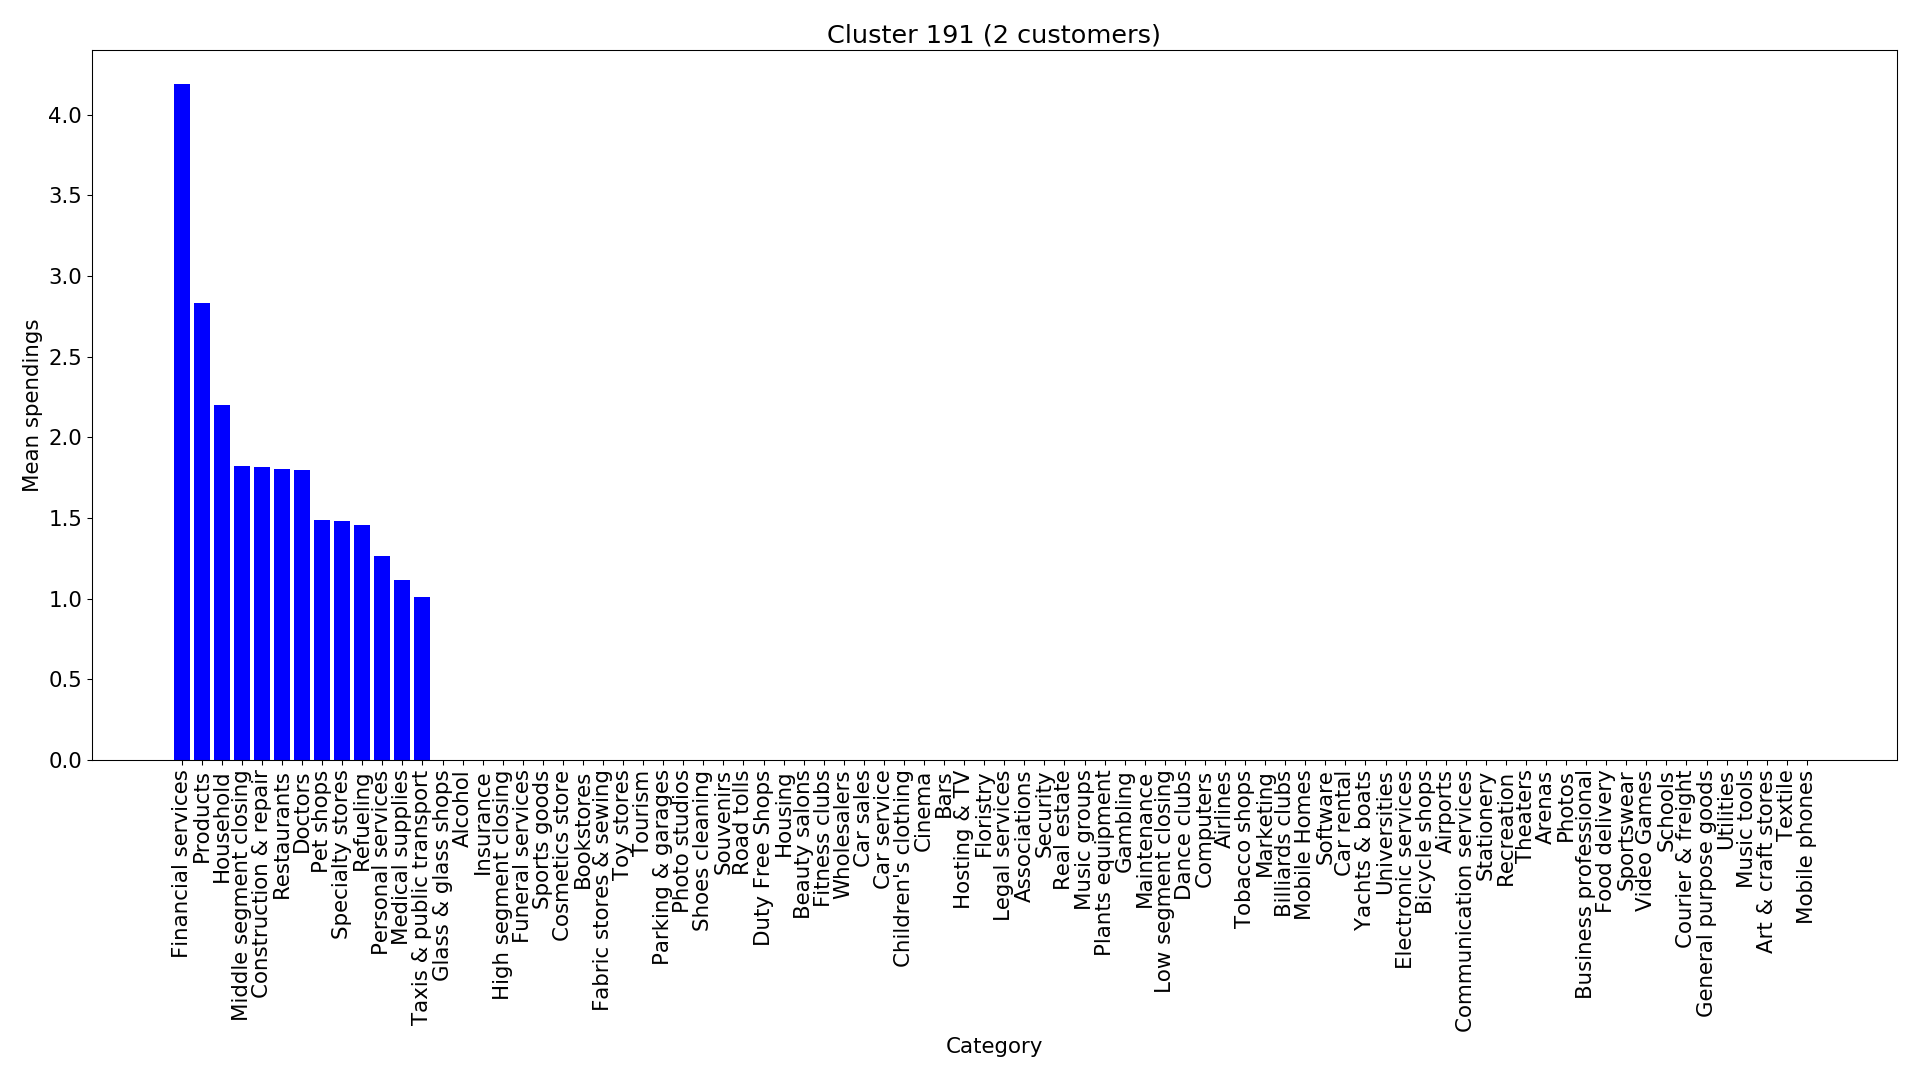 Cluster 191 (2 customers)
Mean spendings
4.0
3.5
3.0
2.5
2.0
1.5
1.0
0.5
0.0
Financial services
Products
Household
Middle segment closing
Construction & repair
Restaurants
Doctors
Pet shops
Specialty stores
Refueling
Personal services
Medical supplies
Taxis & public transport
Glass & glass shops
Alcohol
Insurance
High segment closing
Funeral services
Sports goods
Cosmetics store
Bookstores
Fabric stores & sewing
Toy stores
Tourism
Parking & garages
Photo studios
Shoes cleaning
Souvenirs
Road tolls
Duty Free Shops
Housing
Beauty salons
Fitness clubs
Wholesalers
Car sales
Car service
Children's clothing
Cinema
Bars
Hosting & TV
Floristry
Legal services
Associations
Security
Real estate
Music groups
Plants equipment
Gambling
Maintenance
Low segment closing
Dance clubs
Computers
Airlines
Tobacco shops
Marketing
Billiards clubs
Mobile Homes
Software
Car rental
Yachts & boats
Universities
Electronic services
Bicycle shops
Airports
Communication services
Stationery
Recreation
Theaters
Arenas
Photos
Business professional
Food delivery
Sportswear
Video Games
Schools
Courier & freight
General purpose goods
Utilities
Music tools
Art & craft stores
Textile
Mobile phones
Category